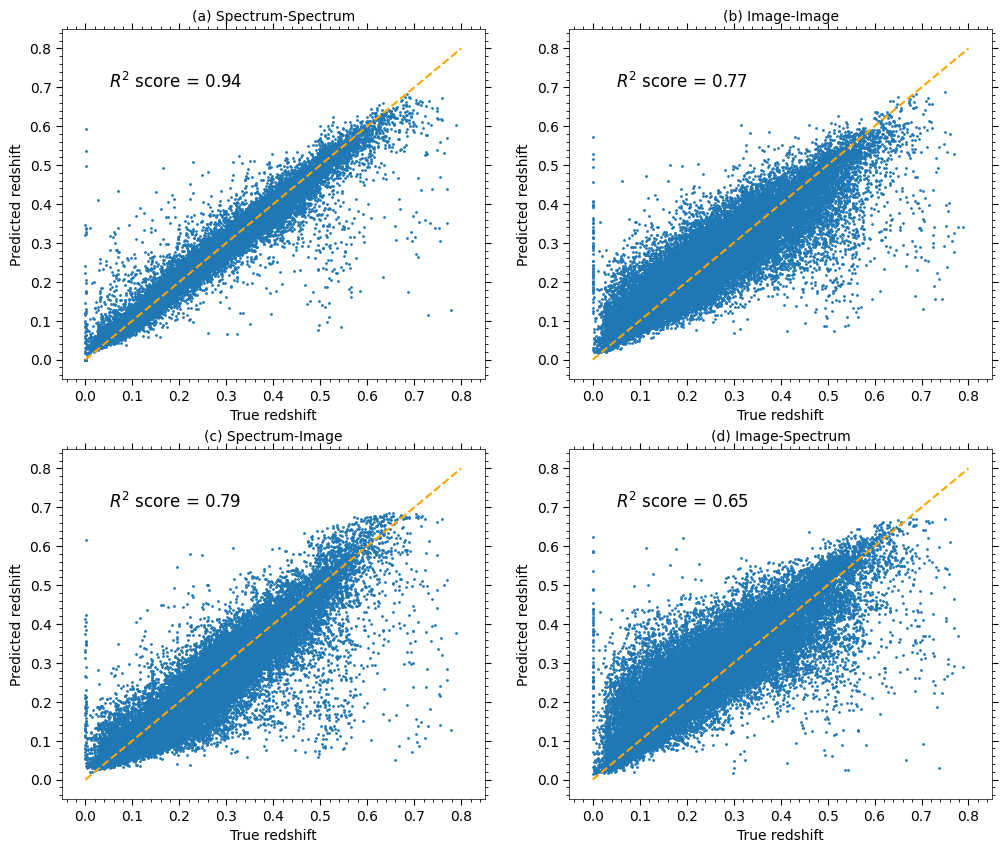 (a) Spectrum-Spectrum
R² score = 0.94
0.8
0.7
0.6
0.5
0.4
0.3
0.2
0.1
0.0
Predicted redshift
0.0 0.1 0.2 0.3 0.4 0.5 0.6 0.7 0.8
True redshift
(b) Image-Image
R² score = 0.77
0.8
0.7
0.6
0.5
0.4
0.3
0.2
0.1
0.0
Predicted redshift
0.0 0.1 0.2 0.3 0.4 0.5 0.6 0.7 0.8
True redshift
(c) Spectrum-Image
R² score = 0.79
0.8
0.7
0.6
0.5
0.4
0.3
0.2
0.1
0.0
Predicted redshift
0.0 0.1 0.2 0.3 0.4 0.5 0.6 0.7 0.8
True redshift
(d) Image-Spectrum
R² score = 0.65
0.8
0.7
0.6
0.5
0.4
0.3
0.2
0.1
0.0
Predicted redshift
0.0 0.1 0.2 0.3 0.4 0.5 0.6 0.7 0.8
True redshift